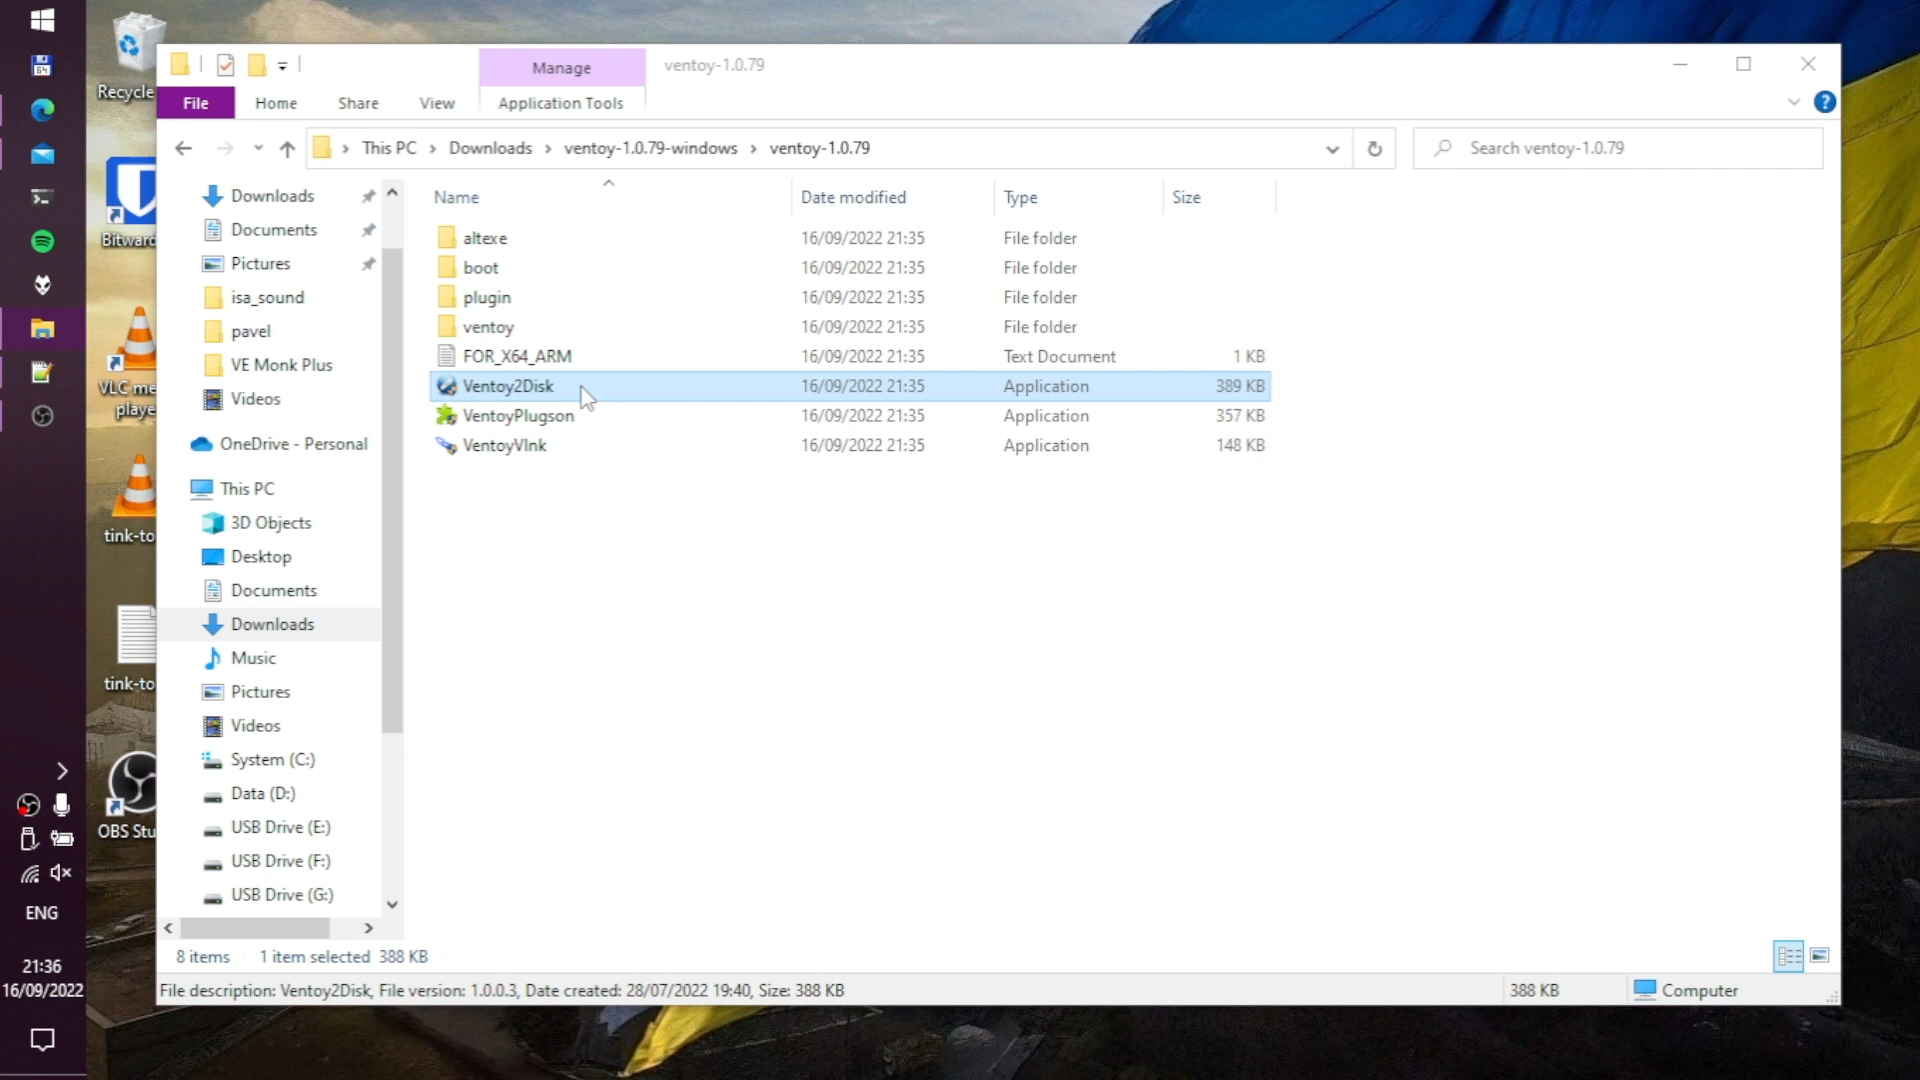 Recycle
Bitward
VLC me
playe
tink-to
tink-to
OBS Stu
64
ENG
21:36
16/09/2022
Manage
ventoy-1.0.79
File
Home
Share
View
Application Tools
?
This PC
Downloads
ventoy-1.0.79-windows
ventoy-1.0.79
Search ventoy-1.0.79
Downloads
Documents
Pictures
isa_sound
pavel
VE Monk Plus
Videos
OneDrive - Personal
This PC
3D Objects
Desktop
Documents
Downloads
Music
Pictures
Videos
System (C:)
Data (D:)
USB Drive (E:)
USB Drive (F:)
USB Drive (G:)
Name Date modified Type Size
altexe 16/09/2022 21:35 File folder
boot 16/09/2022 21:35 File folder
plugin 16/09/2022 21:35 File folder
ventoy 16/09/2022 21:35 File folder
FOR_X64_ARM 16/09/2022 21:35 Text Document 1 KB
Ventoy2Disk 16/09/2022 21:35 Application 389 KB
VentoyPlugson 16/09/2022 21:35 Application 357 KB
VentoyVlnk 16/09/2022 21:35 Application 148 KB
8 items 1 item selected 388 KB
File description: Ventoy2Disk, File version: 1.0.0.3, Date created: 28/07/2022 19:40, Size: 388 KB
388 KB
Computer